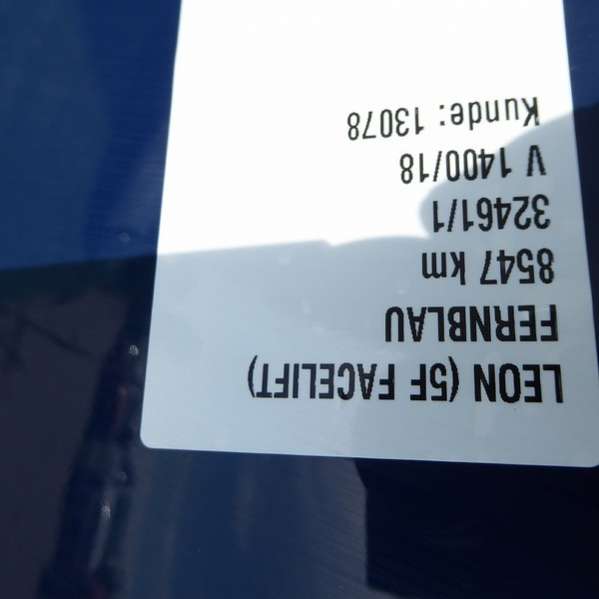 LEON (5F FACELIFT)
FERNBLAU
8547 km
32461/1
V 1400/18
Kunde: 13078